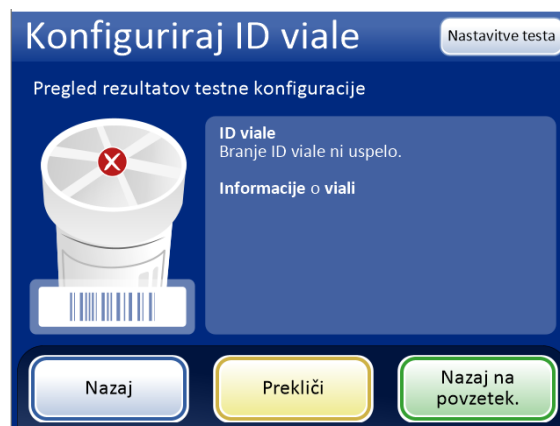 Konfiguriraj ID viale
Nastavitve testa
Pregled rezultatov testne konfiguracije
ID viale
Branje ID viale ni uspelo.
Informacije o viali
Nazaj
Prekliči
Nazaj na
povzetek.